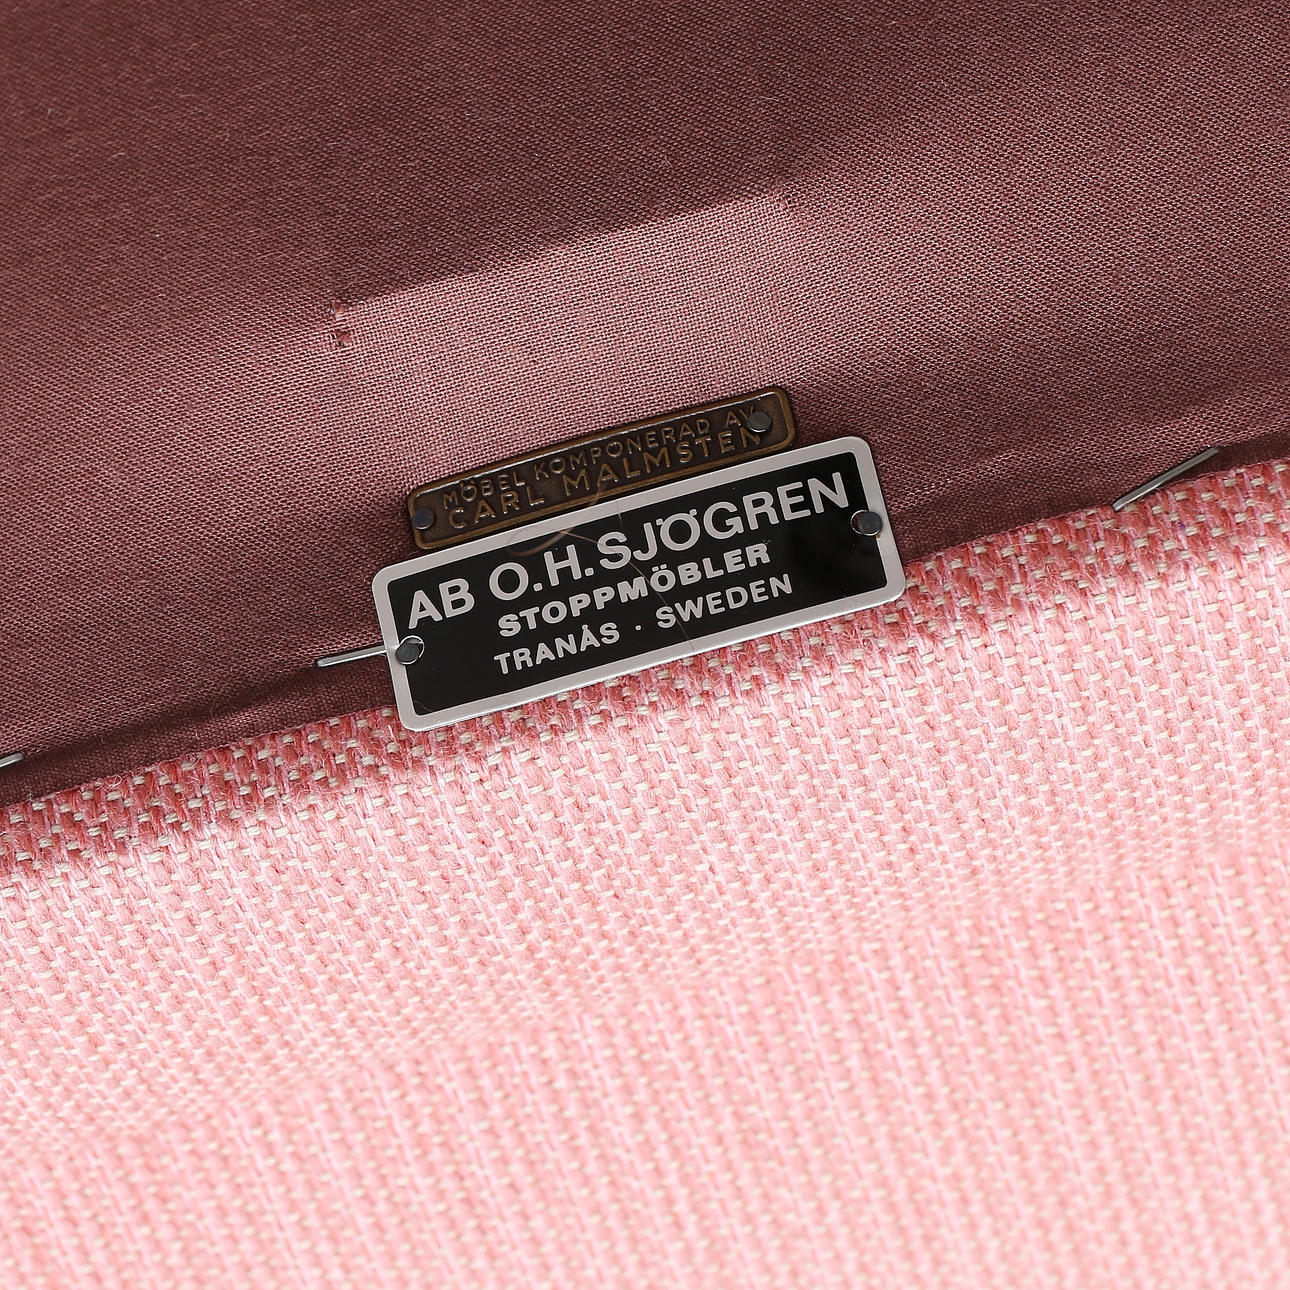 MÖBEL KOMPONERAD AV
CARL MALMSTEN
AB O.H. SJÖGREN
STOPPMÖBLER
TRANÅS · SWEDEN